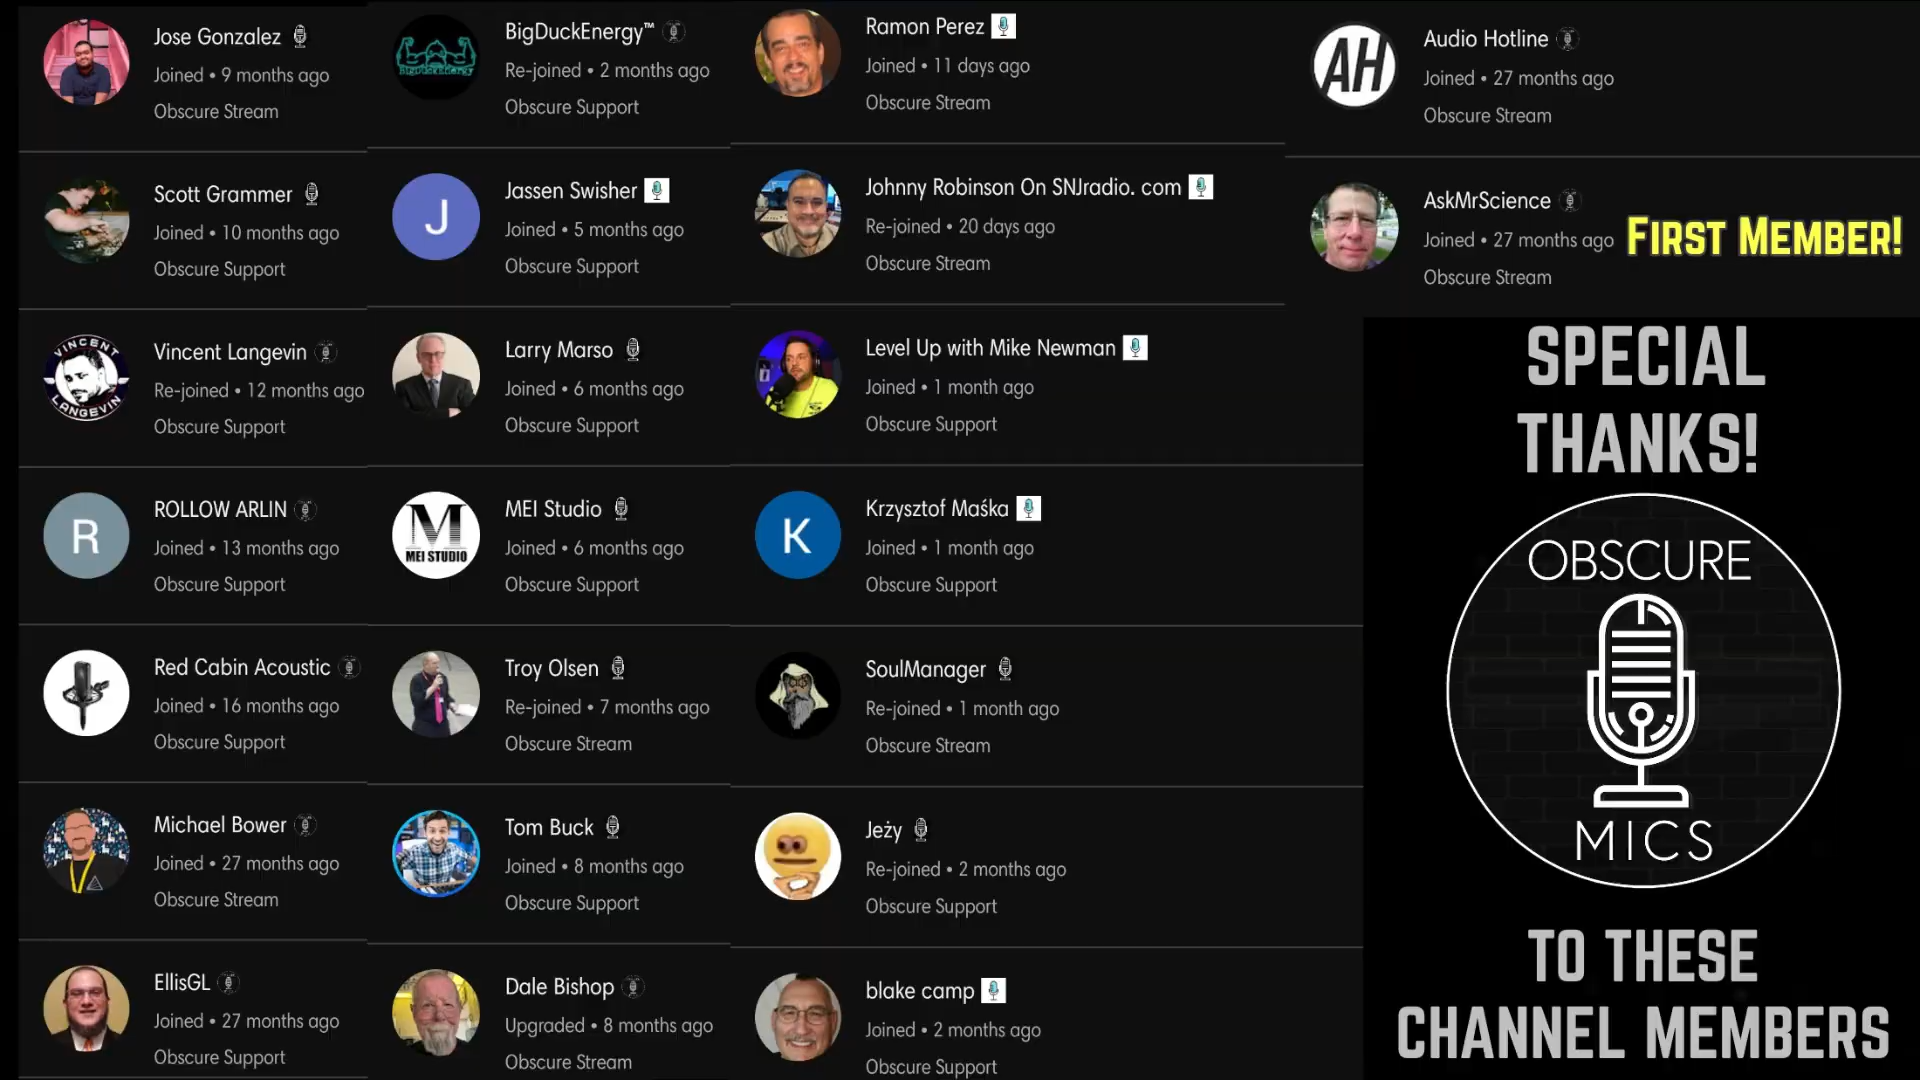 Jose Gonzalez
Joined • 9 months ago
Obscure Stream
Scott Grammer
Joined • 10 months ago
Obscure Support
VINCENT
LANGEVIN
Vincent Langevin
Re-joined • 12 months ago
Obscure Support
R
ROLLOW ARLIN
Joined • 13 months ago
Obscure Support
Red Cabin Acoustic
Joined • 16 months ago
Obscure Support
Michael Bower
Joined • 27 months ago
Obscure Stream
EllisGL
Joined • 27 months ago
Obscure Support
BigDuckEnergy
BigDuckEnergy™
Re-joined • 2 months ago
Obscure Support
J
Jassen Swisher
Joined • 5 months ago
Obscure Support
Larry Marso
Joined • 6 months ago
Obscure Support
M
MEI STUDIO
MEI Studio
Joined • 6 months ago
Obscure Support
Troy Olsen
Re-joined • 7 months ago
Obscure Stream
Tom Buck
Joined • 8 months ago
Obscure Support
Dale Bishop
Upgraded • 8 months ago
Obscure Stream
Ramon Perez
Joined • 11 days ago
Obscure Stream
Johnny Robinson On SNJradio. com
Re-joined • 20 days ago
Obscure Stream
Level Up with Mike Newman
Joined • 1 month ago
Obscure Support
K
Krzysztof Maśka
Joined • 1 month ago
Obscure Support
SoulManager
Re-joined • 1 month ago
Obscure Stream
Jeży
Re-joined • 2 months ago
Obscure Support
blake camp
Joined • 2 months ago
Obscure Support
AH
Audio Hotline
Joined • 27 months ago
Obscure Stream
AskMrScience
Joined • 27 months ago
Obscure Stream
FIRST MEMBER!
SPECIAL
THANKS!
OBSCURE
MICS
TO THESE
CHANNEL MEMBERS